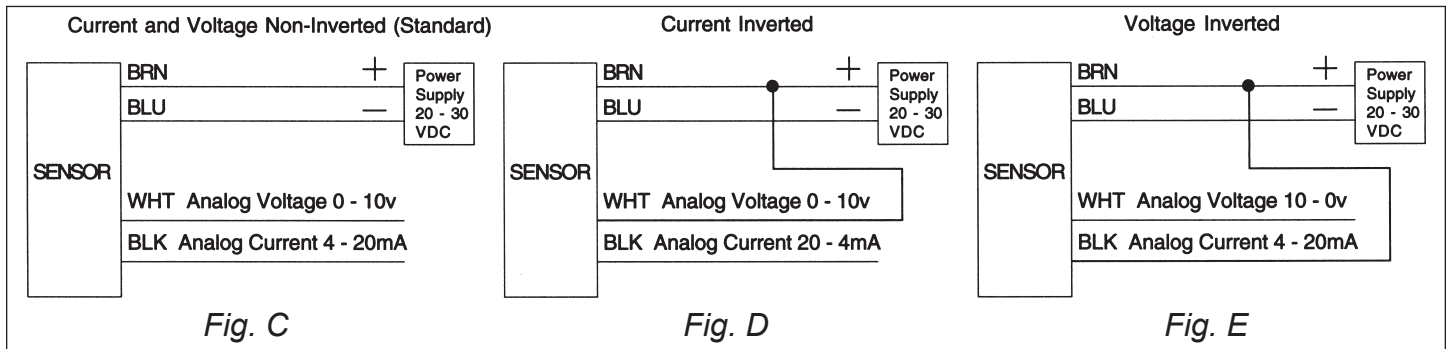 Current and Voltage Non-Inverted (Standard)
BRN
+
BLU
—
Power
Supply
20 - 30
VDC
SENSOR
WHT Analog Voltage 0 - 10v
BLK Analog Current 4 - 20mA
Fig. C
Current Inverted
BRN
+
BLU
—
Power
Supply
20 - 30
VDC
SENSOR
WHT Analog Voltage 0 - 10v
BLK Analog Current 20 - 4mA
Fig. D
Voltage Inverted
BRN
+
BLU
—
Power
Supply
20 - 30
VDC
SENSOR
WHT Analog Voltage 10 - 0v
BLK Analog Current 4 - 20mA
Fig. E